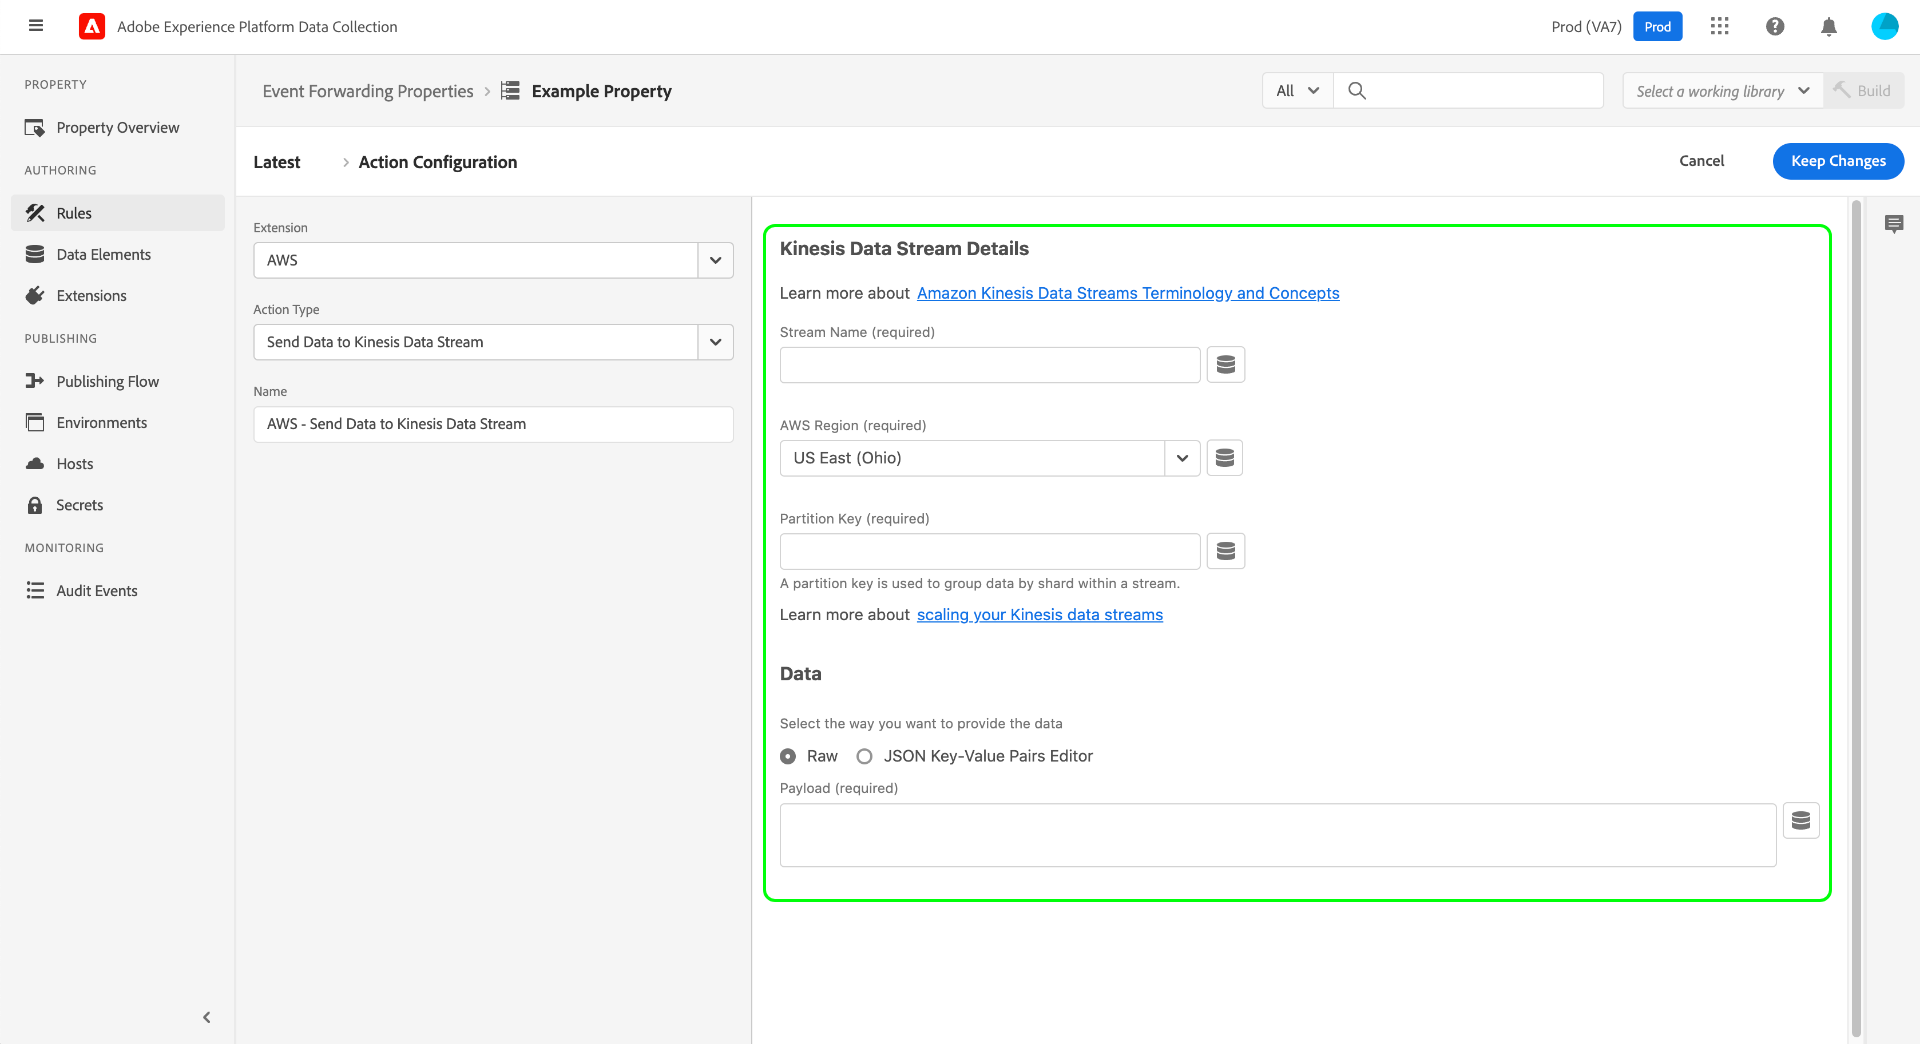 Adobe Experience Platform Data Collection
Prod (VA7)
Prod
PROPERTY
Property Overview
AUTHORING
Rules
Data Elements
Extensions
PUBLISHING
Publishing Flow
Environments
Hosts
Secrets
MONITORING
Audit Events
Event Forwarding Properties
Example Property
All
Select a working library
Build
Latest
Action Configuration
Cancel
Keep Changes
Extension
AWS
Action Type
Send Data to Kinesis Data Stream
Name
AWS - Send Data to Kinesis Data Stream
Kinesis Data Stream Details
Learn more about Amazon Kinesis Data Streams Terminology and Concepts
Stream Name (required)
AWS Region (required)
US East (Ohio)
Partition Key (required)
A partition key is used to group data by shard within a stream.
Learn more about scaling your Kinesis data streams
Data
Select the way you want to provide the data
Raw JSON Key-Value Pairs Editor
Payload (required)